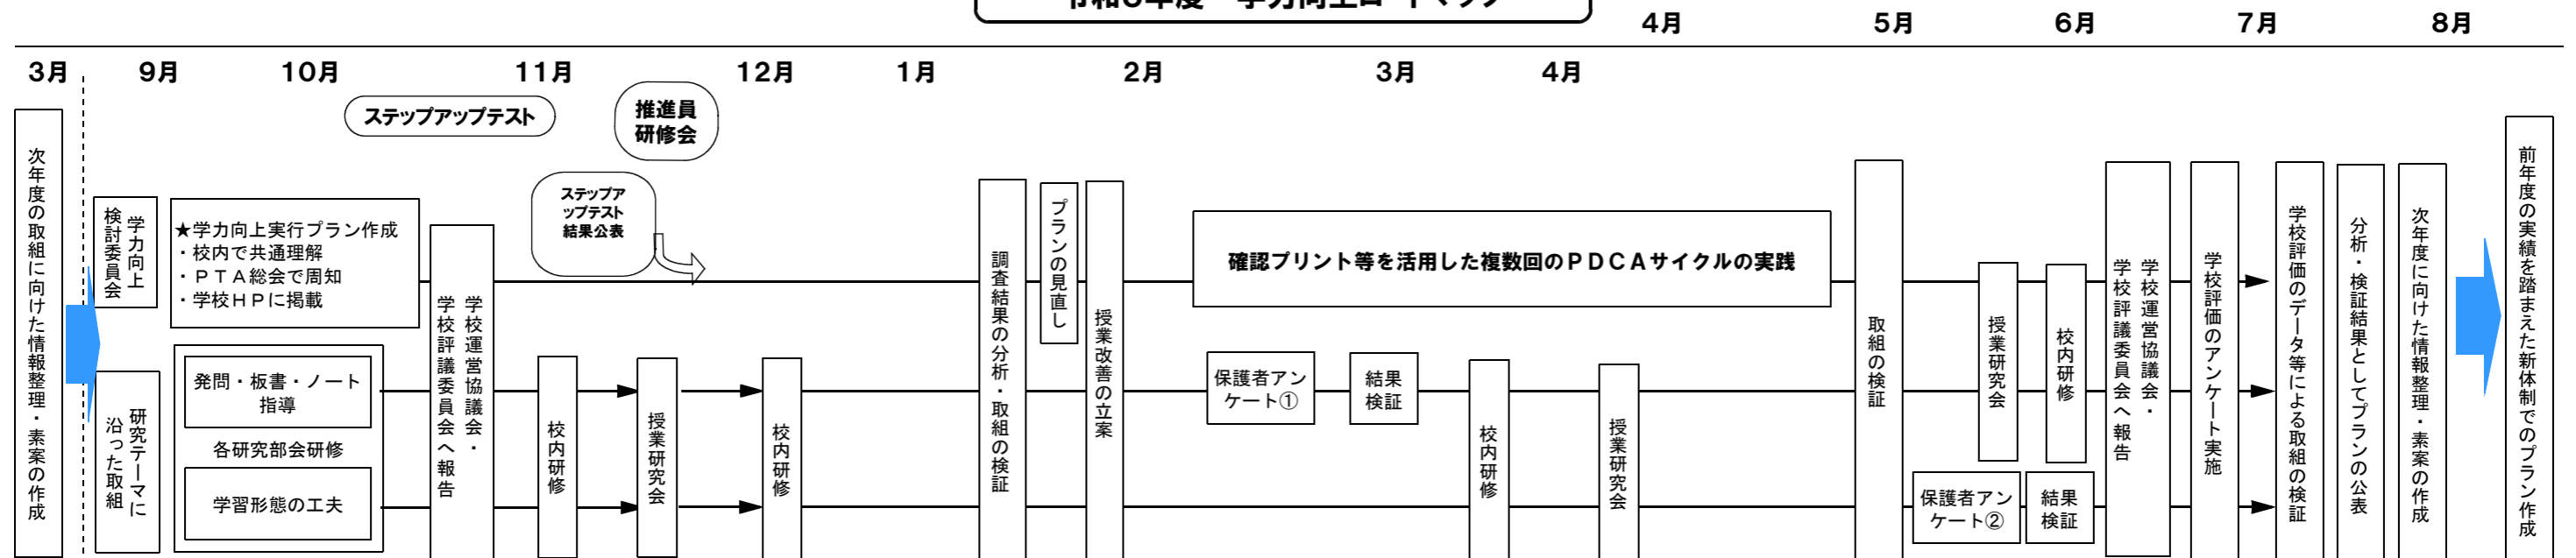 4月 5月 6月 7月 8月
3月 9月 10月 11月 12月 1月 2月 3月 4月
ステップアップテスト
推進員
研修会
ステップア
ップテスト
結果公表
次年度の取組に向けた情報整理・素案の作成
学力向上
検討委員会
★学力向上実行プラン作成
・校内で共通理解
・ＰＴＡ総会で周知
・学校ＨＰに掲載
研究テーマに
沿った取組
発問・板書・ノート
指導
各研究部会研修
学習形態の工夫
学校運営協議会・
学校評議委員会へ報告
校内研修
授業研究会
校内研修
調査結果の分析・取組の検証
プランの見直し
授業改善の立案
確認プリント等を活用した複数回のＰＤＣＡサイクルの実践
保護者アン
ケート①
結果
検証
校内研修
授業研究会
取組の検証
授業研究会
校内研修
保護者アン
ケート②
結果
検証
学校運営協議会・
学校評議委員会へ報告
学校評価のアンケート実施
学校評価のデータ等による取組の検証
分析・検証結果としてプランの公表
次年度に向けた情報整理・素案の作成
前年度の実績を踏まえた新体制でのプラン作成